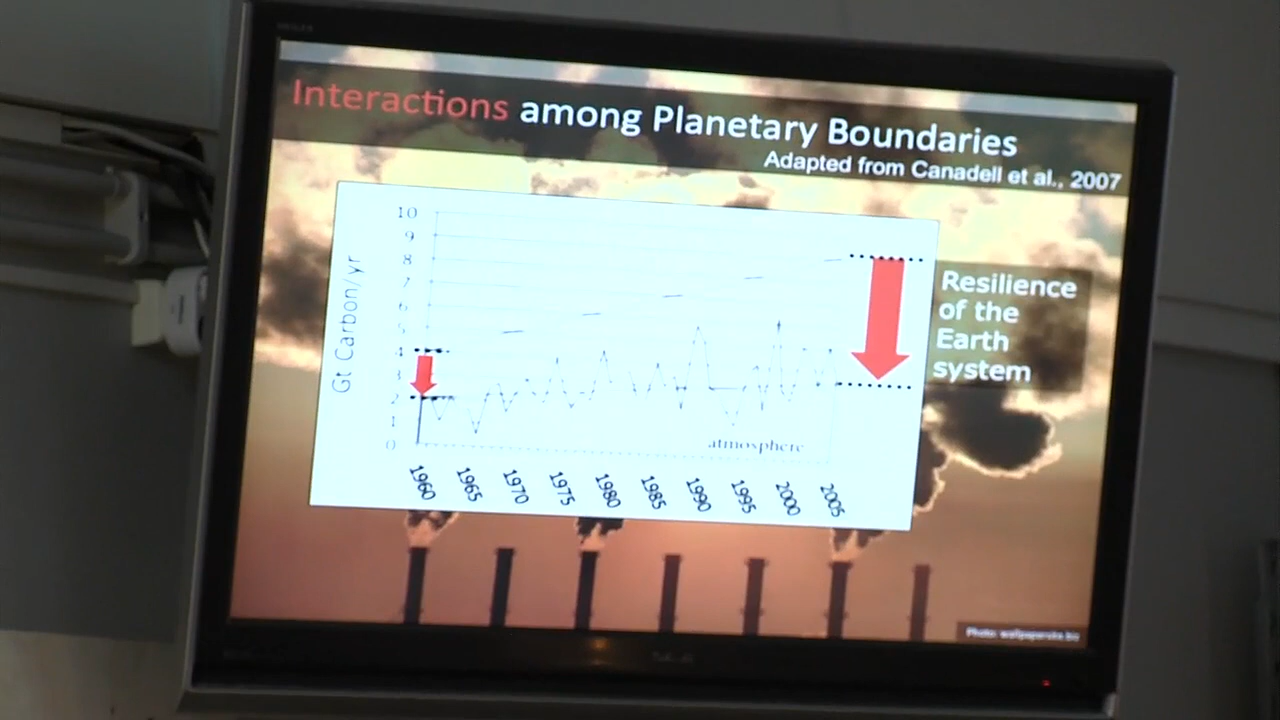 Interactions among Planetary Boundaries
Adapted from Canadell et al., 2007
Gt Carbon/yr
10
9
8
7
6
5
4
3
2
1
0
atmosphere
1960
1965
1970
1975
1980
1985
1990
1995
2000
2005
Resilience
of the
Earth
system
Photo: